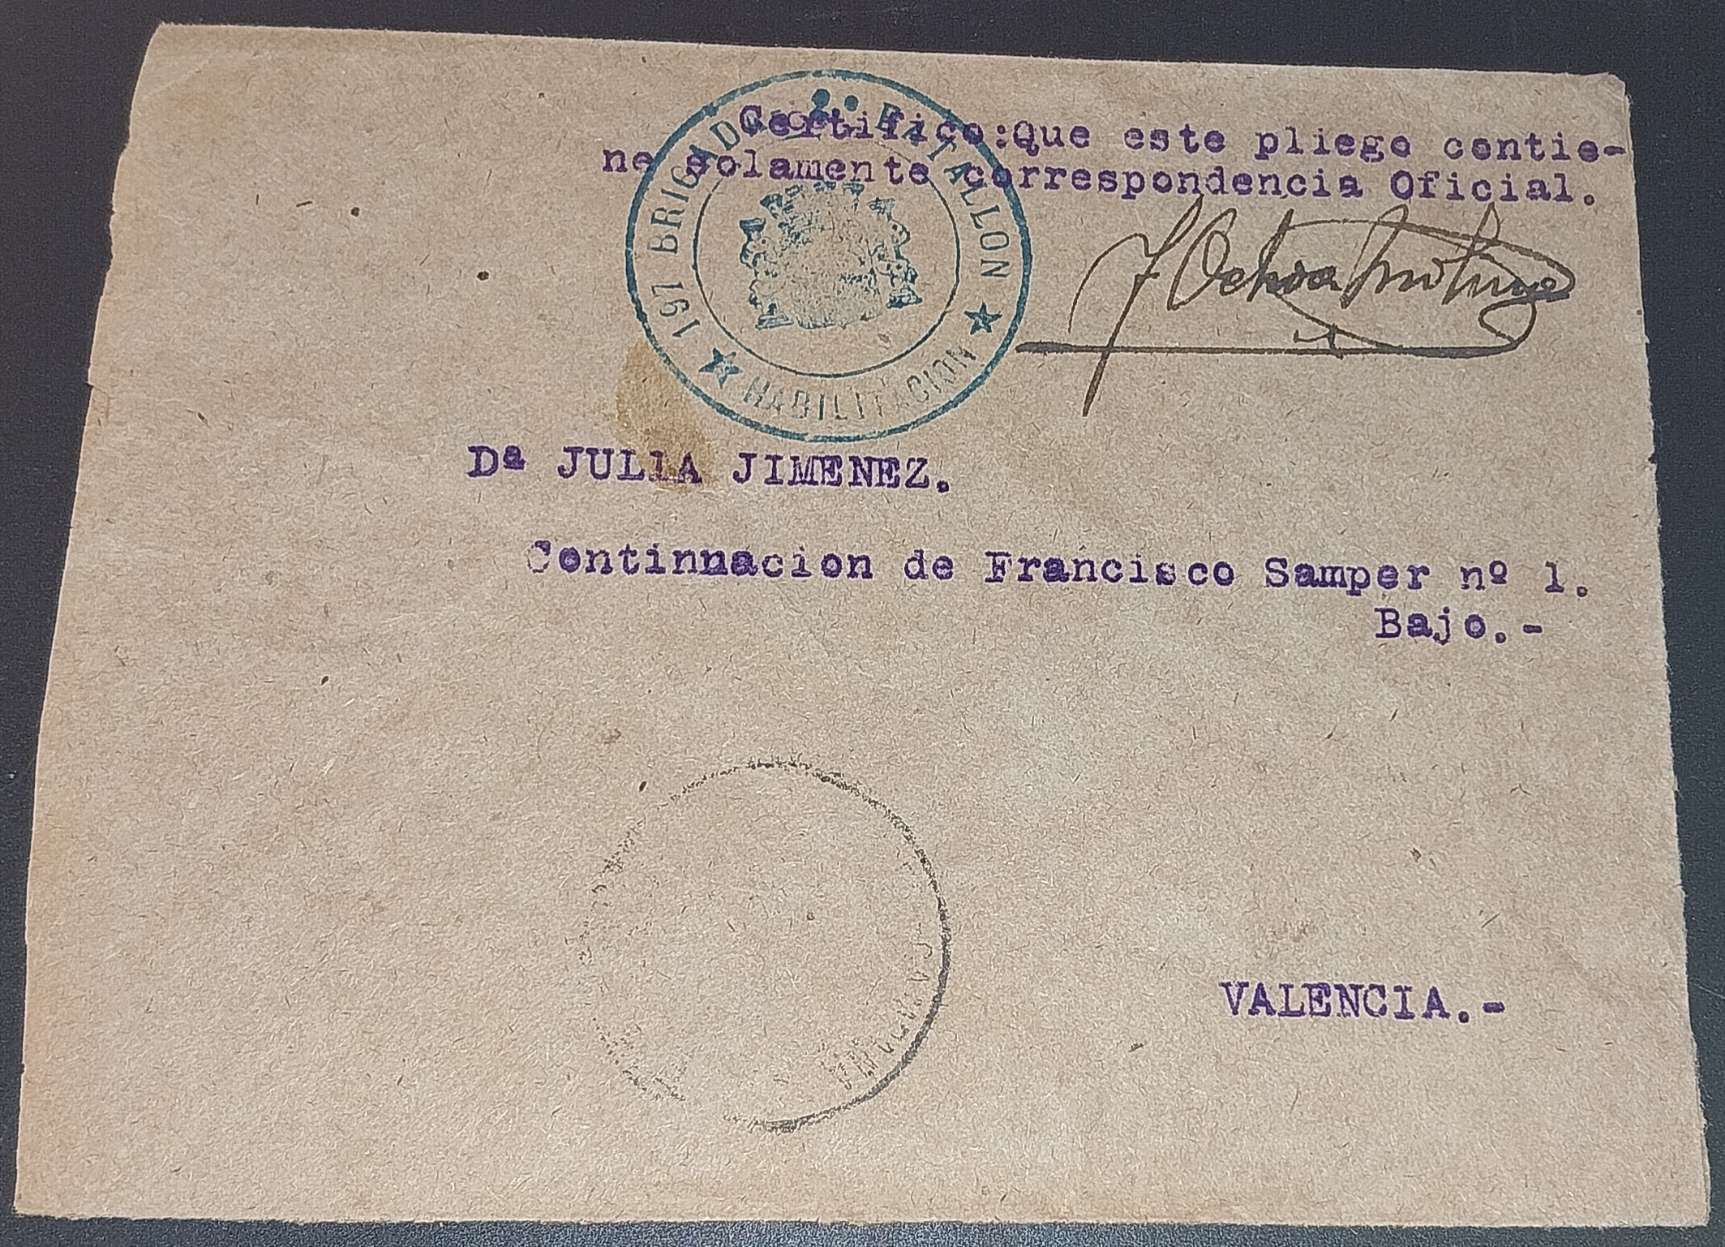 Certifico:Que este pliego contie-
ne solamente correspondencia Oficial.
197 BRIGADA BATALLON
HABILITACION
Dª JULIA JIMENEZ.
Continnacion de Francisco Samper nº 1.
Bajo.-
VALENCIA.-